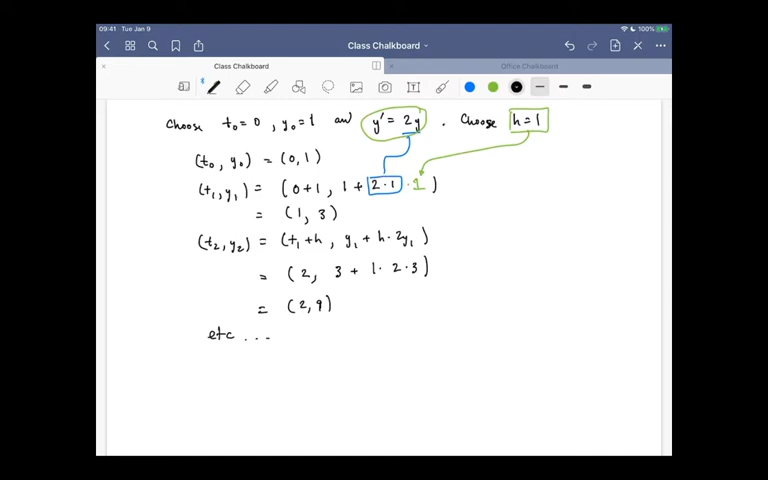 09:41 Tue Jan 9
100%
Class Chalkboard
Class Chalkboard
Office Chalkboard
Choose t₀=0 , y₀=1 and y' = 2y . Choose h=1
(t₀, y₀) = (0,1)
(t₁,y₁) = (0+1 , 1 + 2·1 · 1 )
= (1, 3)
(t₂,y₂) = (t₁+h , y₁ + h·2y₁ )
= (2, 3 + 1· 2·3)
= (2,9)
etc ...